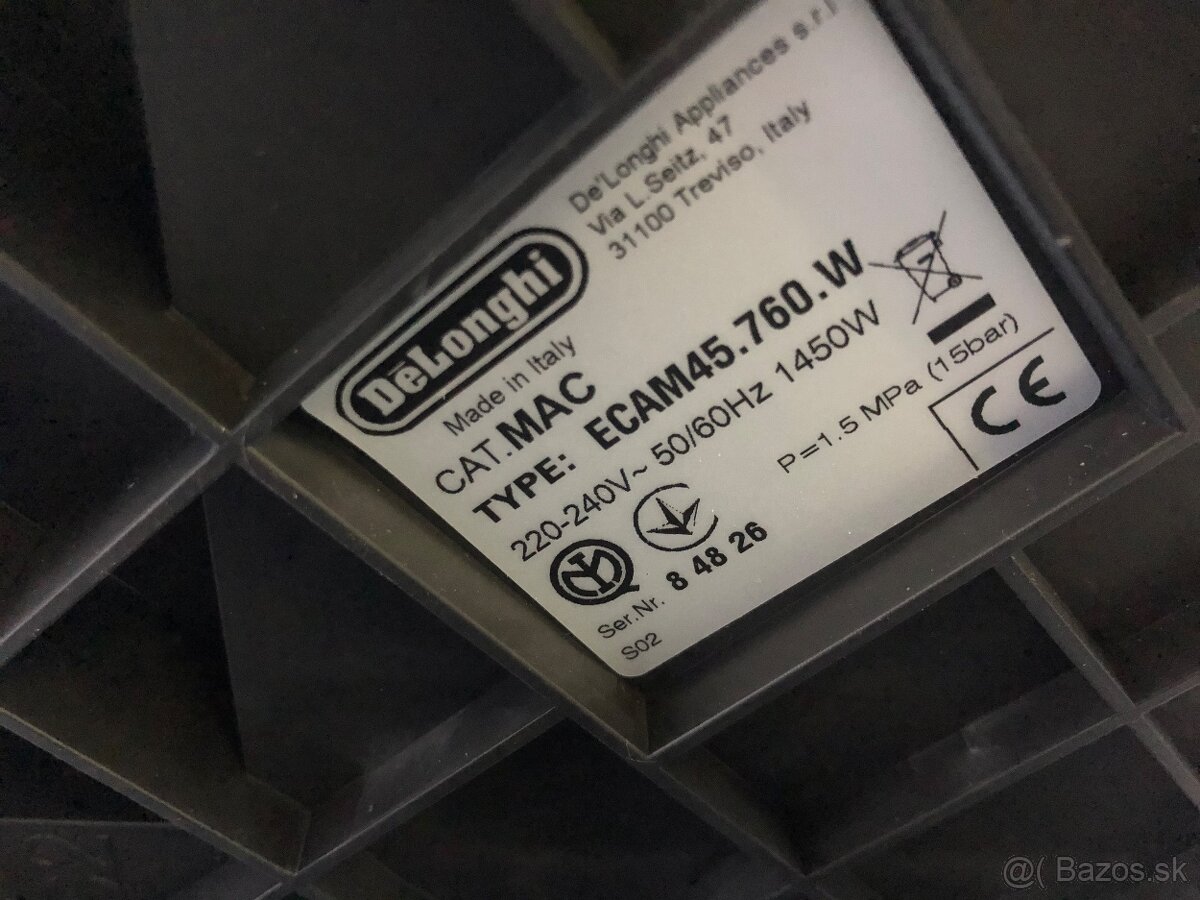 De'Longhi Appliances s.r.l
Via L.Seitz, 47
31100 Treviso, Italy
DeLonghi
Made in Italy
CAT.MAC
TYPE: ECAM45.760.W
220-240V~ 50/60Hz 1450W
P=1.5 MPa (15bar)
CE
Ser.Nr. 8 48 26
S02
@( Bazos.sk